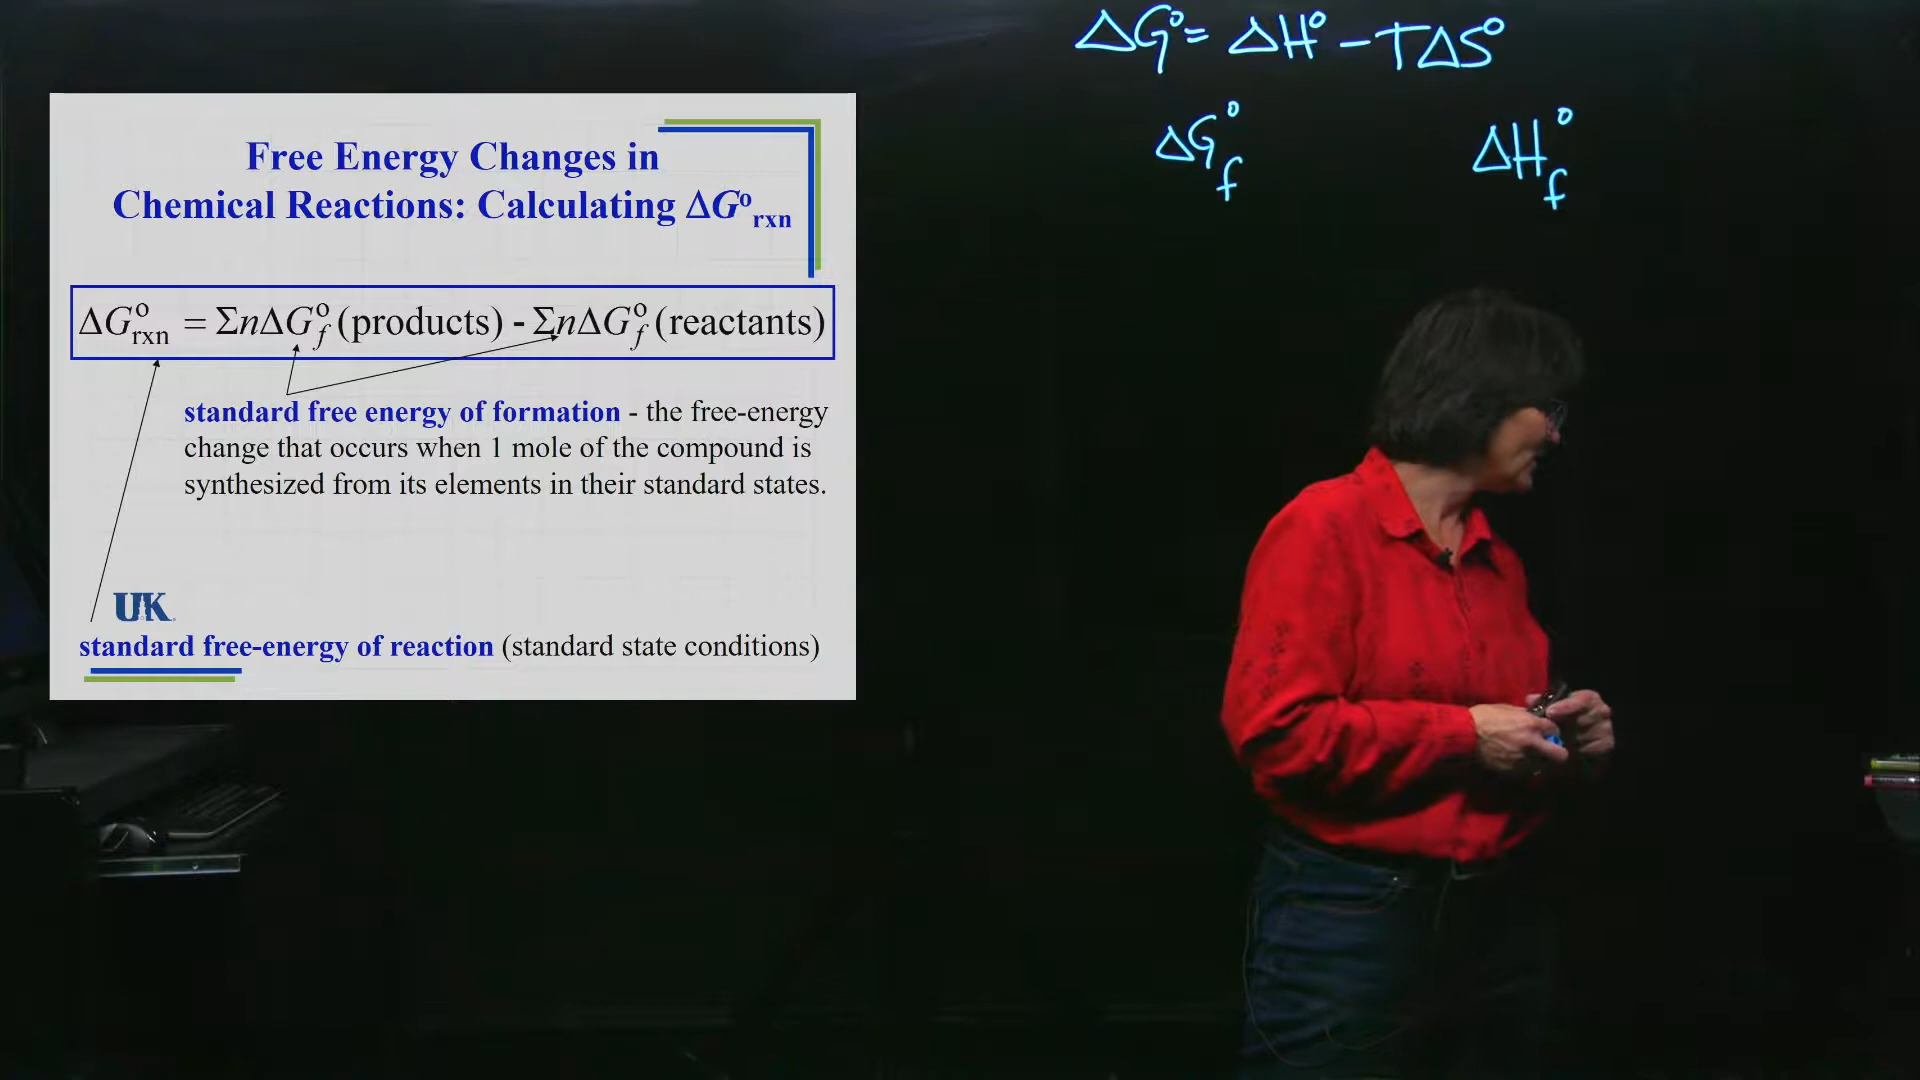 ΔG° = ΔH° – TΔS°
ΔG°f ΔH°f
Free Energy Changes in
Chemical Reactions: Calculating ΔG°rxn
ΔG°rxn = ΣnΔG°f (products) - ΣnΔG°f (reactants)
standard free energy of formation - the free-energy
change that occurs when 1 mole of the compound is
synthesized from its elements in their standard states.
UK
standard free-energy of reaction (standard state conditions)